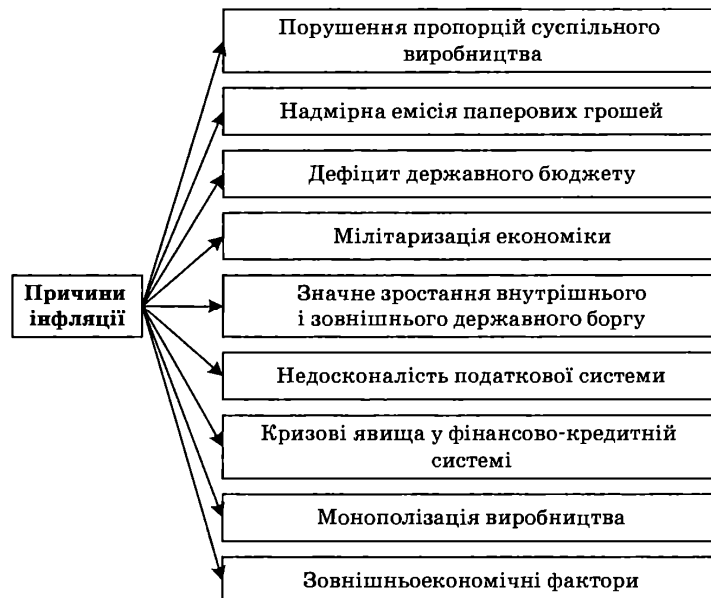 Порушення пропорцій суспільного
виробництва
Надмірна емісія паперових грошей
Дефіцит державного бюджету
Мілітаризація економіки
Причини
інфляції
Значне зростання внутрішнього
і зовнішнього державного боргу
Недосконалість податкової системи
Кризові явища у фінансово-кредитній
системі
Монополізація виробництва
Зовнішньоекономічні фактори